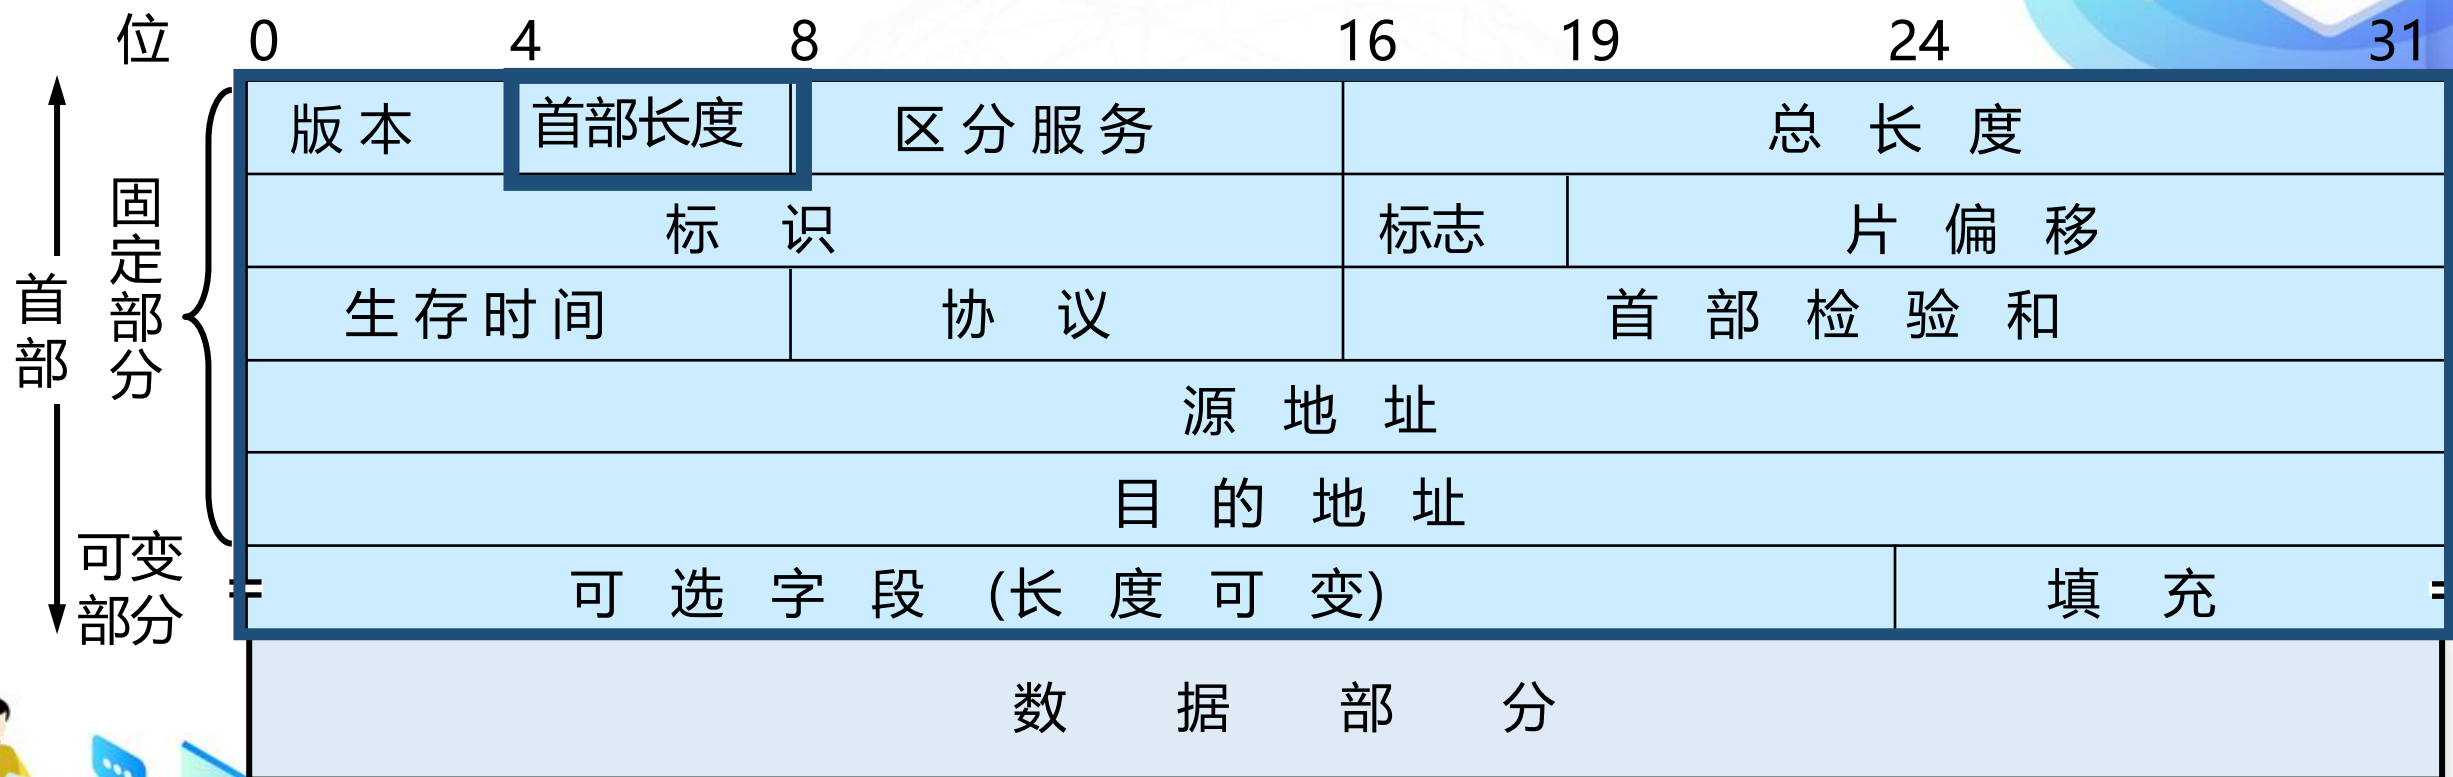 位 0 4 8 16 19 24 31
版本 首部长度 区分服务 总长度
标识 标志 片偏移
生存时间 协议 首部检验和
源地址
目的地址
可选字段 (长度可变) 填充
数据部分
首部
固定部分
可变
部分